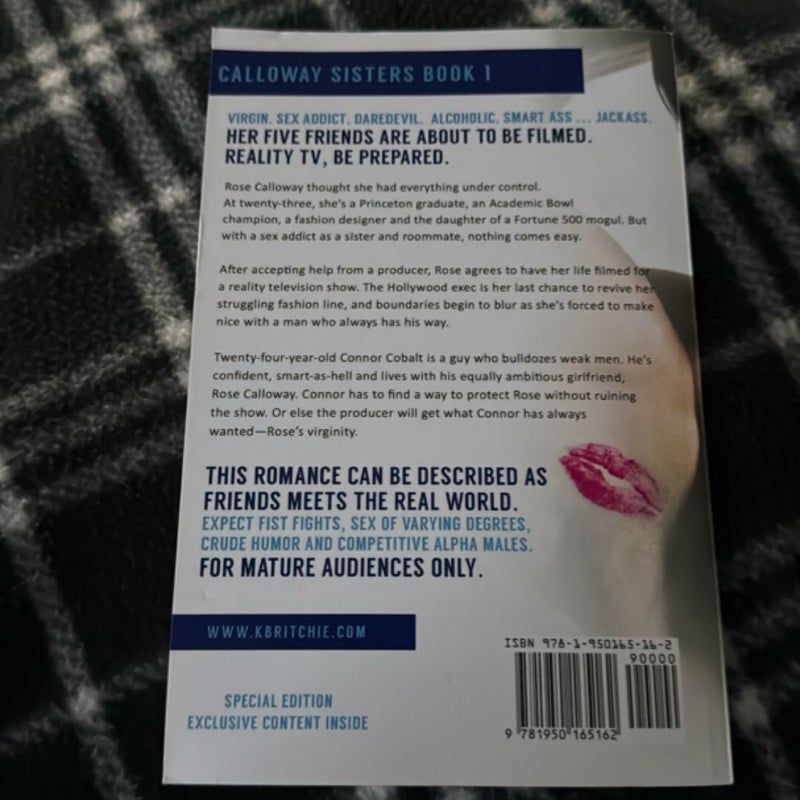 CALLOWAY SISTERS BOOK 1
VIRGIN. SEX ADDICT. DAREDEVIL. ALCOHOLIC. SMART ASS ... JACKASS.
HER FIVE FRIENDS ARE ABOUT TO BE FILMED.
REALITY TV, BE PREPARED.
Rose Calloway thought she had everything under control.
At twenty-three, she's a Princeton graduate, an Academic Bowl
champion, a fashion designer and the daughter of a Fortune 500 mogul. But
with a sex addict as a sister and roommate, nothing comes easy.
After accepting help from a producer, Rose agrees to have her life filmed for
a reality television show. The Hollywood exec is her last chance to revive her
struggling fashion line, and boundaries begin to blur as she's forced to make
nice with a man who always has his way.
Twenty-four-year-old Connor Cobalt is a guy who bulldozes weak men. He's
confident, smart-as-hell and lives with his equally ambitious girlfriend,
Rose Calloway. Connor has to find a way to protect Rose without ruining
the show. Or else the producer will get what Connor has always
wanted—Rose's virginity.
THIS ROMANCE CAN BE DESCRIBED AS
FRIENDS MEETS THE REAL WORLD.
EXPECT FIST FIGHTS, SEX OF VARYING DEGREES,
CRUDE HUMOR AND COMPETITIVE ALPHA MALES.
FOR MATURE AUDIENCES ONLY.
WWW.KBRITCHIE.COM
SPECIAL EDITION
EXCLUSIVE CONTENT INSIDE
ISBN 978-1-950165-16-2
90000
9 781950 165162